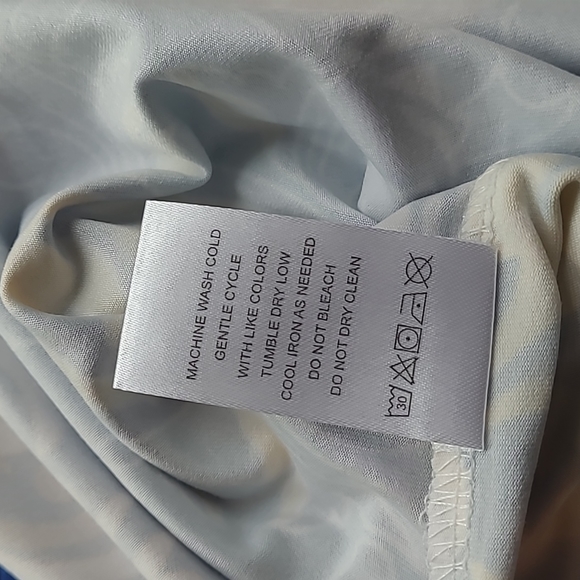 MACHINE WASH COLD
GENTLE CYCLE
WITH LIKE COLORS
TUMBLE DRY LOW
COOL IRON AS NEEDED
DO NOT BLEACH
DO NOT DRY CLEAN
30